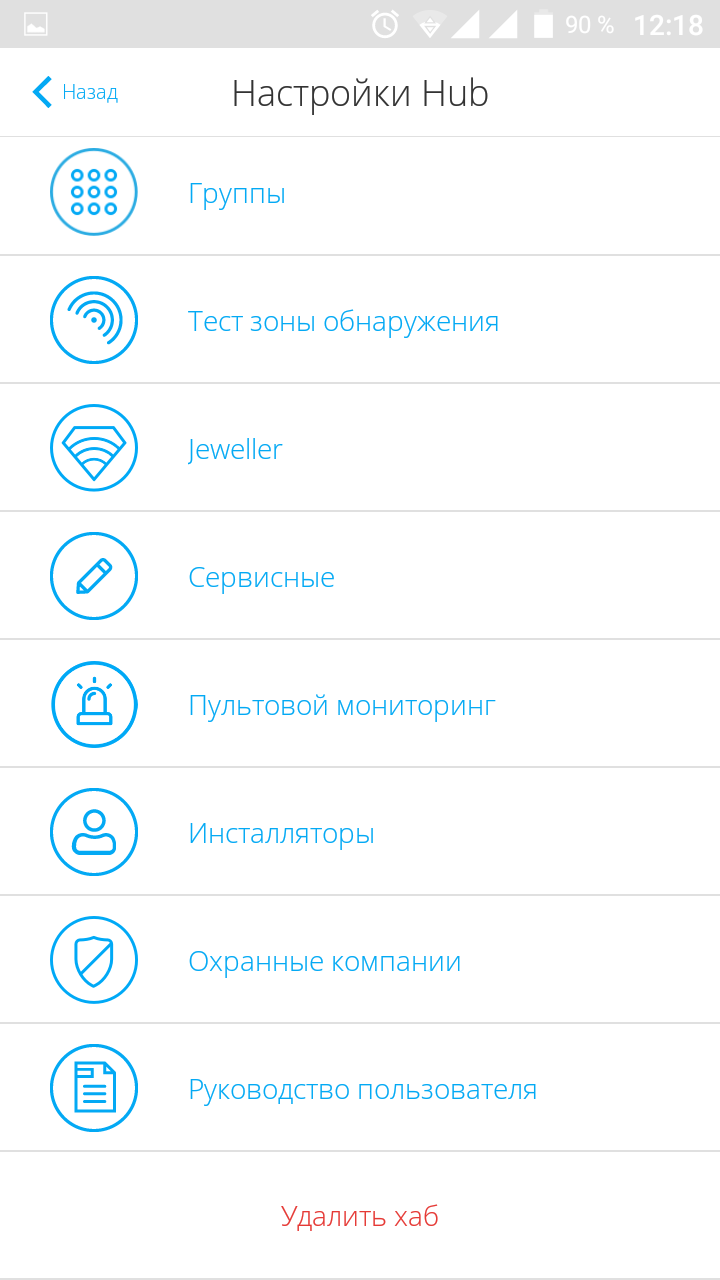 90 % 12:18
Назад
Настройки Hub
Группы
Тест зоны обнаружения
Jeweller
Сервисные
Пультовой мониторинг
Инсталляторы
Охранные компании
Руководство пользователя
Удалить хаб